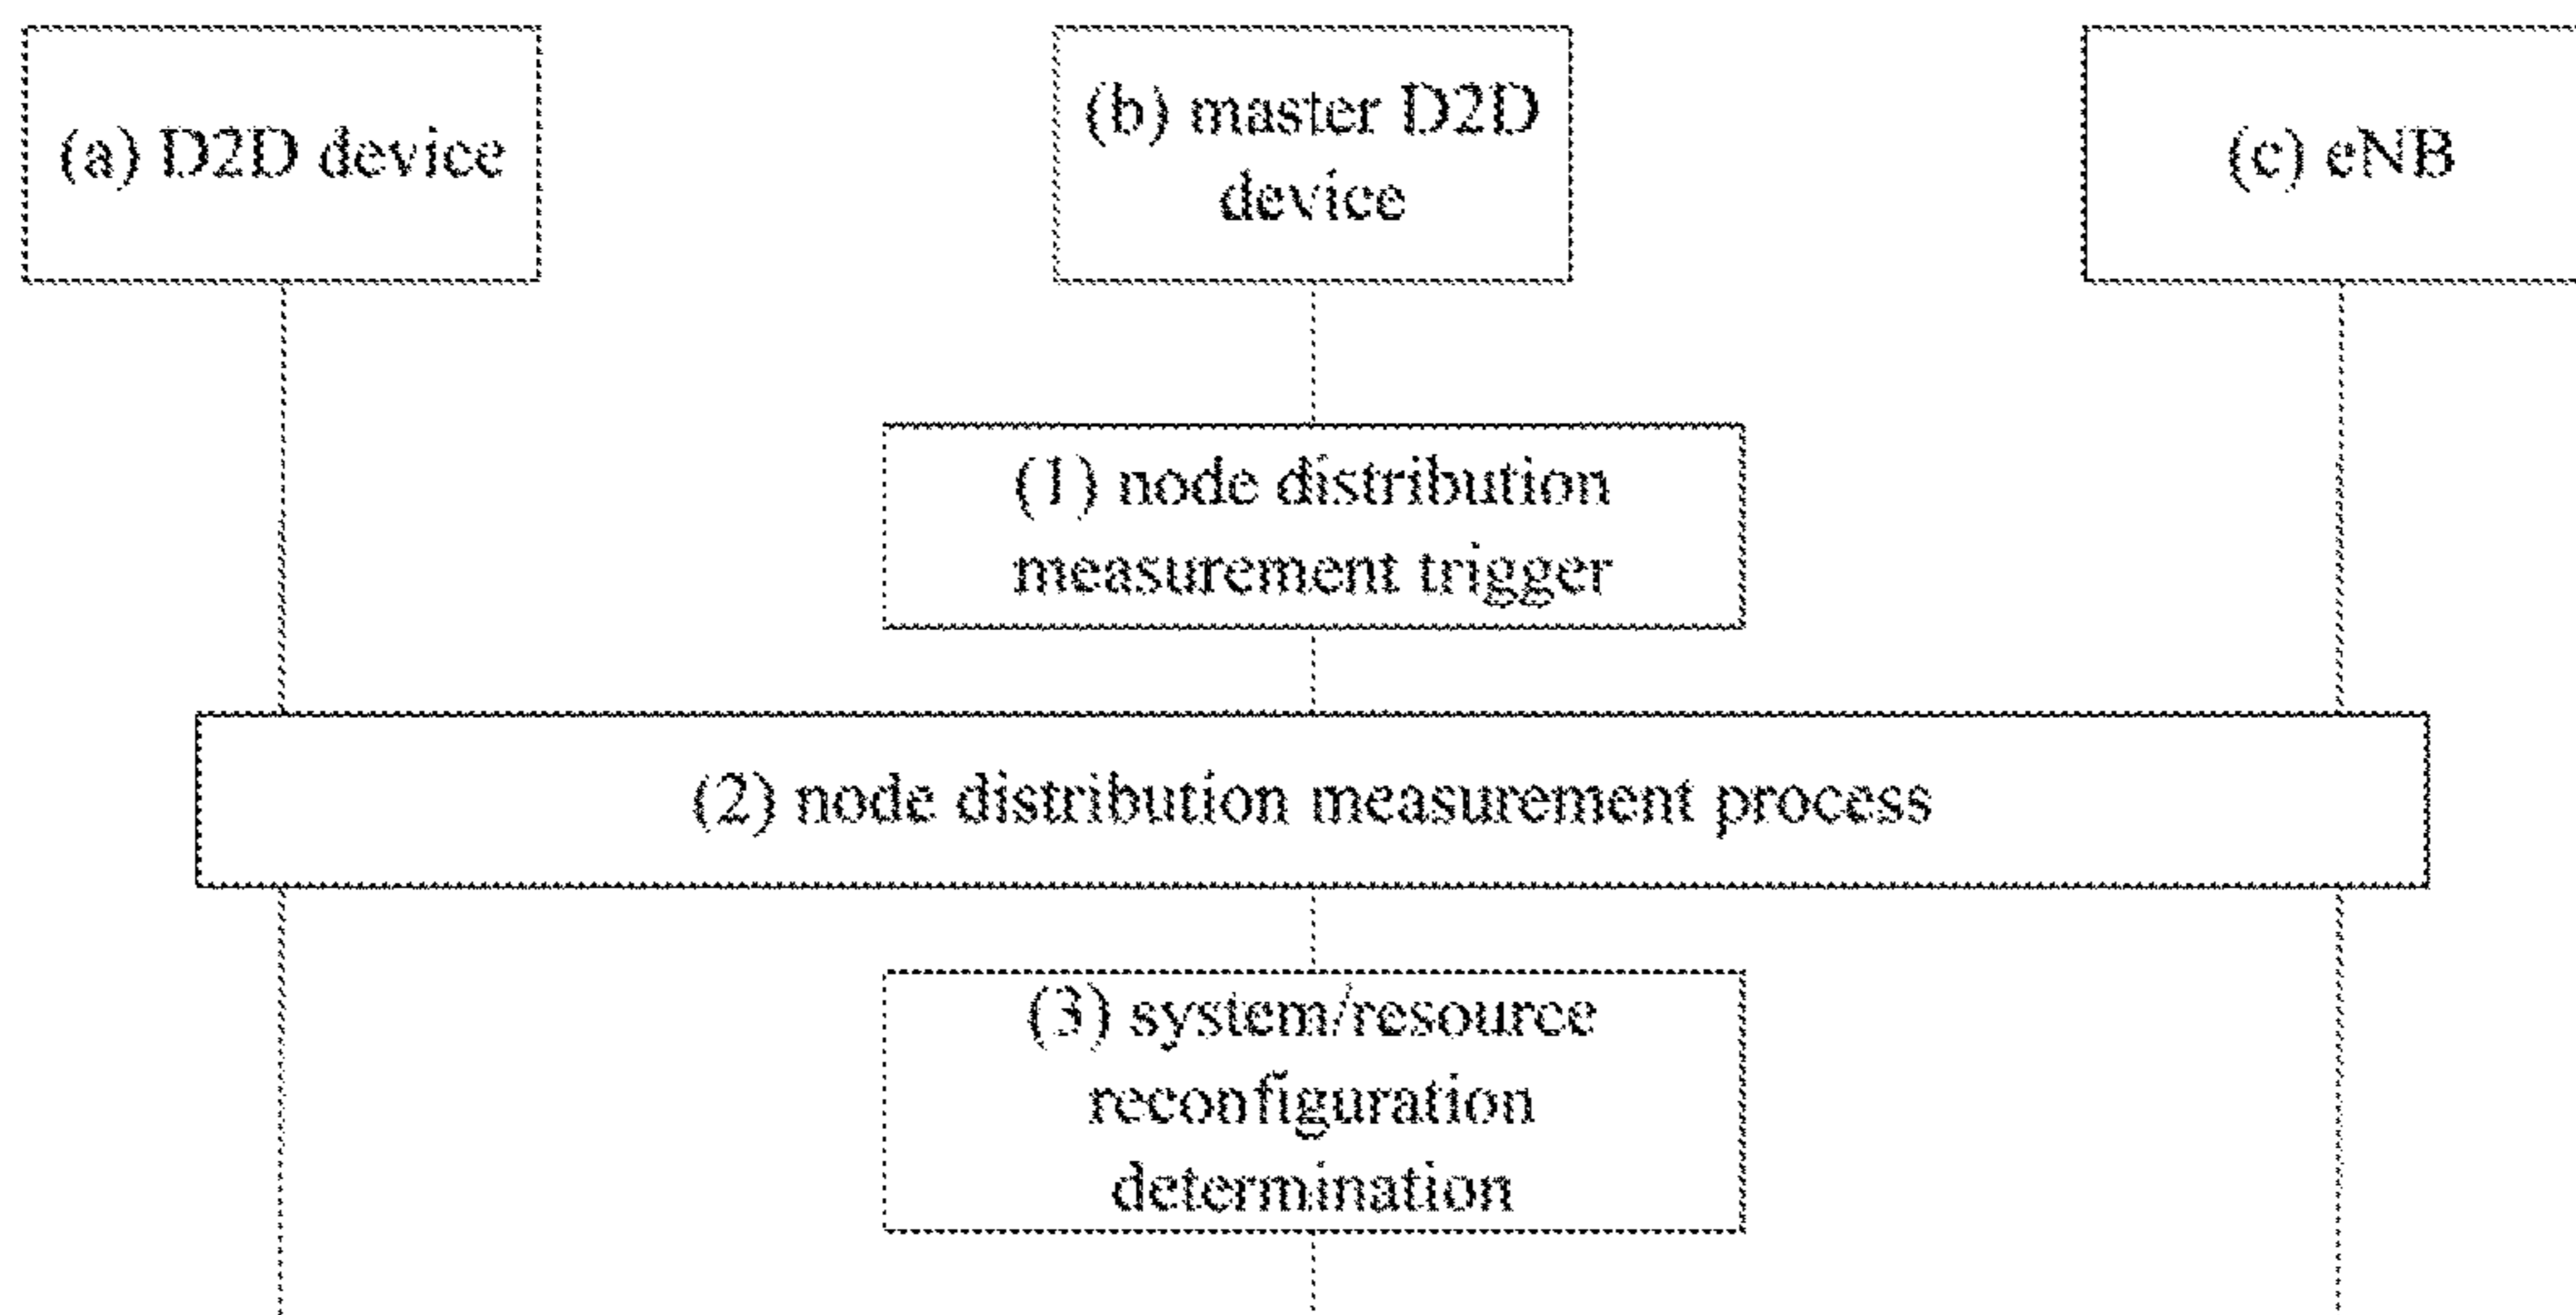 (a) D2D device
(b) master D2D
device
(c) eNB
(1) node distribution
measurement trigger
(2) node distribution measurement process
(3) system/resource
reconfiguration
determination